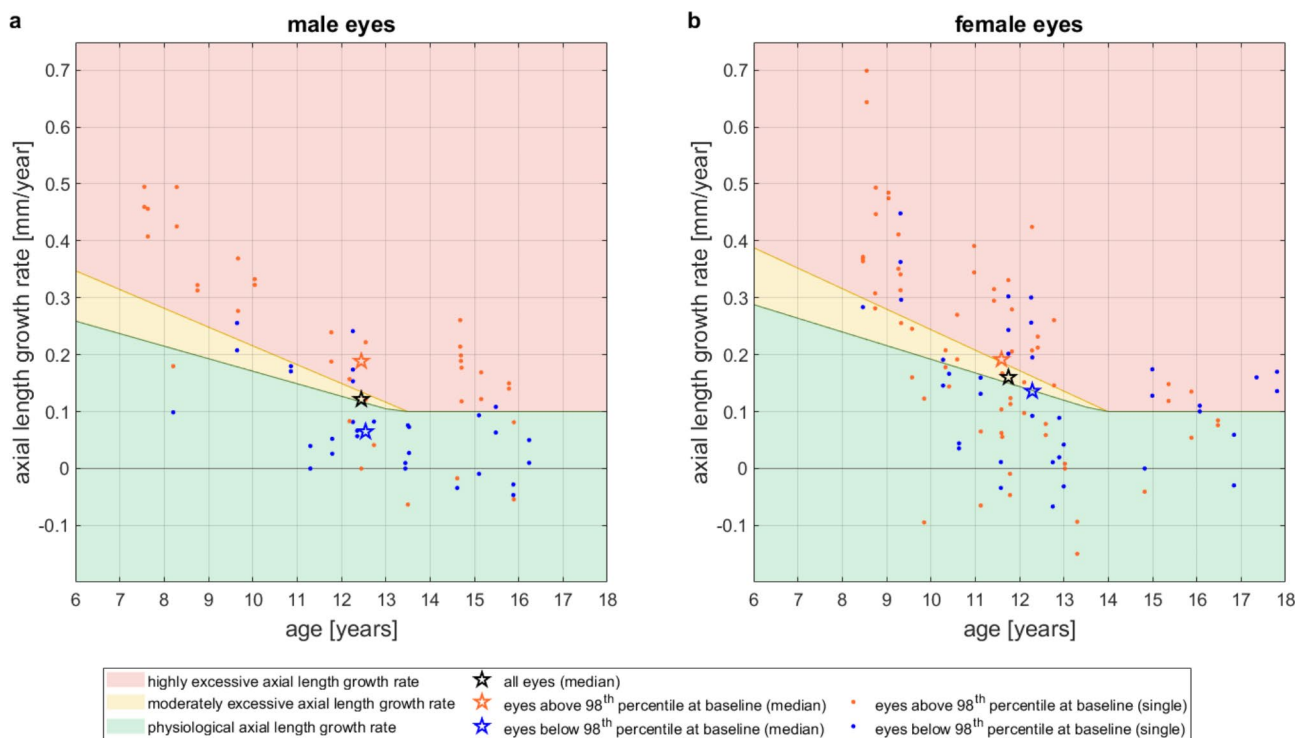 a
male eyes
axial length growth rate [mm/year]
0.7
0.6
0.5
0.4
0.3
0.2
0.1
0
-0.1
6 7 8 9 10 11 12 13 14 15 16 17 18
age [years]
b
female eyes
axial length growth rate [mm/year]
0.7
0.6
0.5
0.4
0.3
0.2
0.1
0
-0.1
6 7 8 9 10 11 12 13 14 15 16 17 18
age [years]
highly excessive axial length growth rate
moderately excessive axial length growth rate
physiological axial length growth rate
all eyes (median)
eyes above 98th percentile at baseline (median)
eyes below 98th percentile at baseline (median)
eyes above 98th percentile at baseline (single)
eyes below 98th percentile at baseline (single)